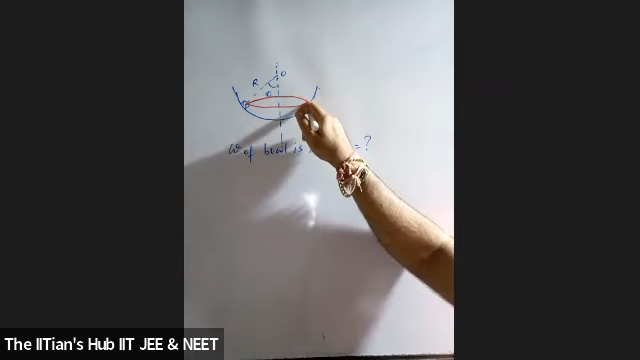 O
R
θ
W of bowl is = ?
The IITian's Hub IIT JEE & NEET